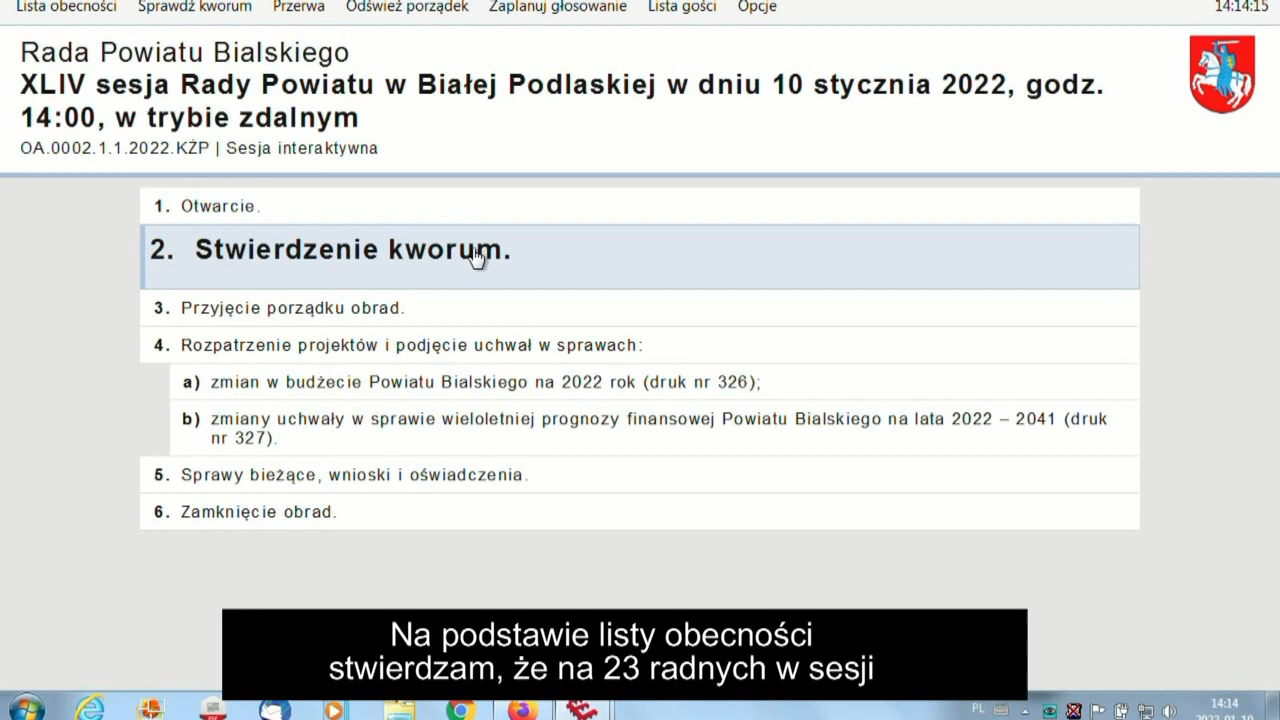 Lista obecności Sprawdź kworum Przerwa Odśwież porządek Zaplanuj głosowanie Lista gości Opcje 14:14:15
Rada Powiatu Bialskiego
XLIV sesja Rady Powiatu w Białej Podlaskiej w dniu 10 stycznia 2022, godz.
14:00, w trybie zdalnym
OA.0002.1.1.2022.KŻP | Sesja interaktywna
1. Otwarcie.
2. Stwierdzenie kworum.
3. Przyjęcie porządku obrad.
4. Rozpatrzenie projektów i podjęcie uchwał w sprawach:
a) zmian w budżecie Powiatu Bialskiego na 2022 rok (druk nr 326);
b) zmiany uchwały w sprawie wieloletniej prognozy finansowej Powiatu Bialskiego na lata 2022 – 2041 (druk
nr 327).
5. Sprawy bieżące, wnioski i oświadczenia.
6. Zamknięcie obrad.
Na podstawie listy obecności
stwierdzam, że na 23 radnych w sesji
PL 14:14
2022-01-10